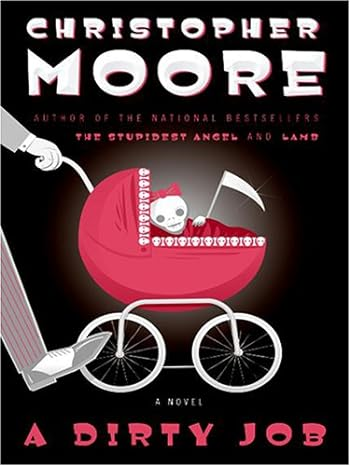 CHRISTOPHER
MOORE
AUTHOR OF THE NATIONAL BESTSELLERS
THE STUPIDEST ANGEL AND LAMB
A NOVEL
A DIRTY JOB